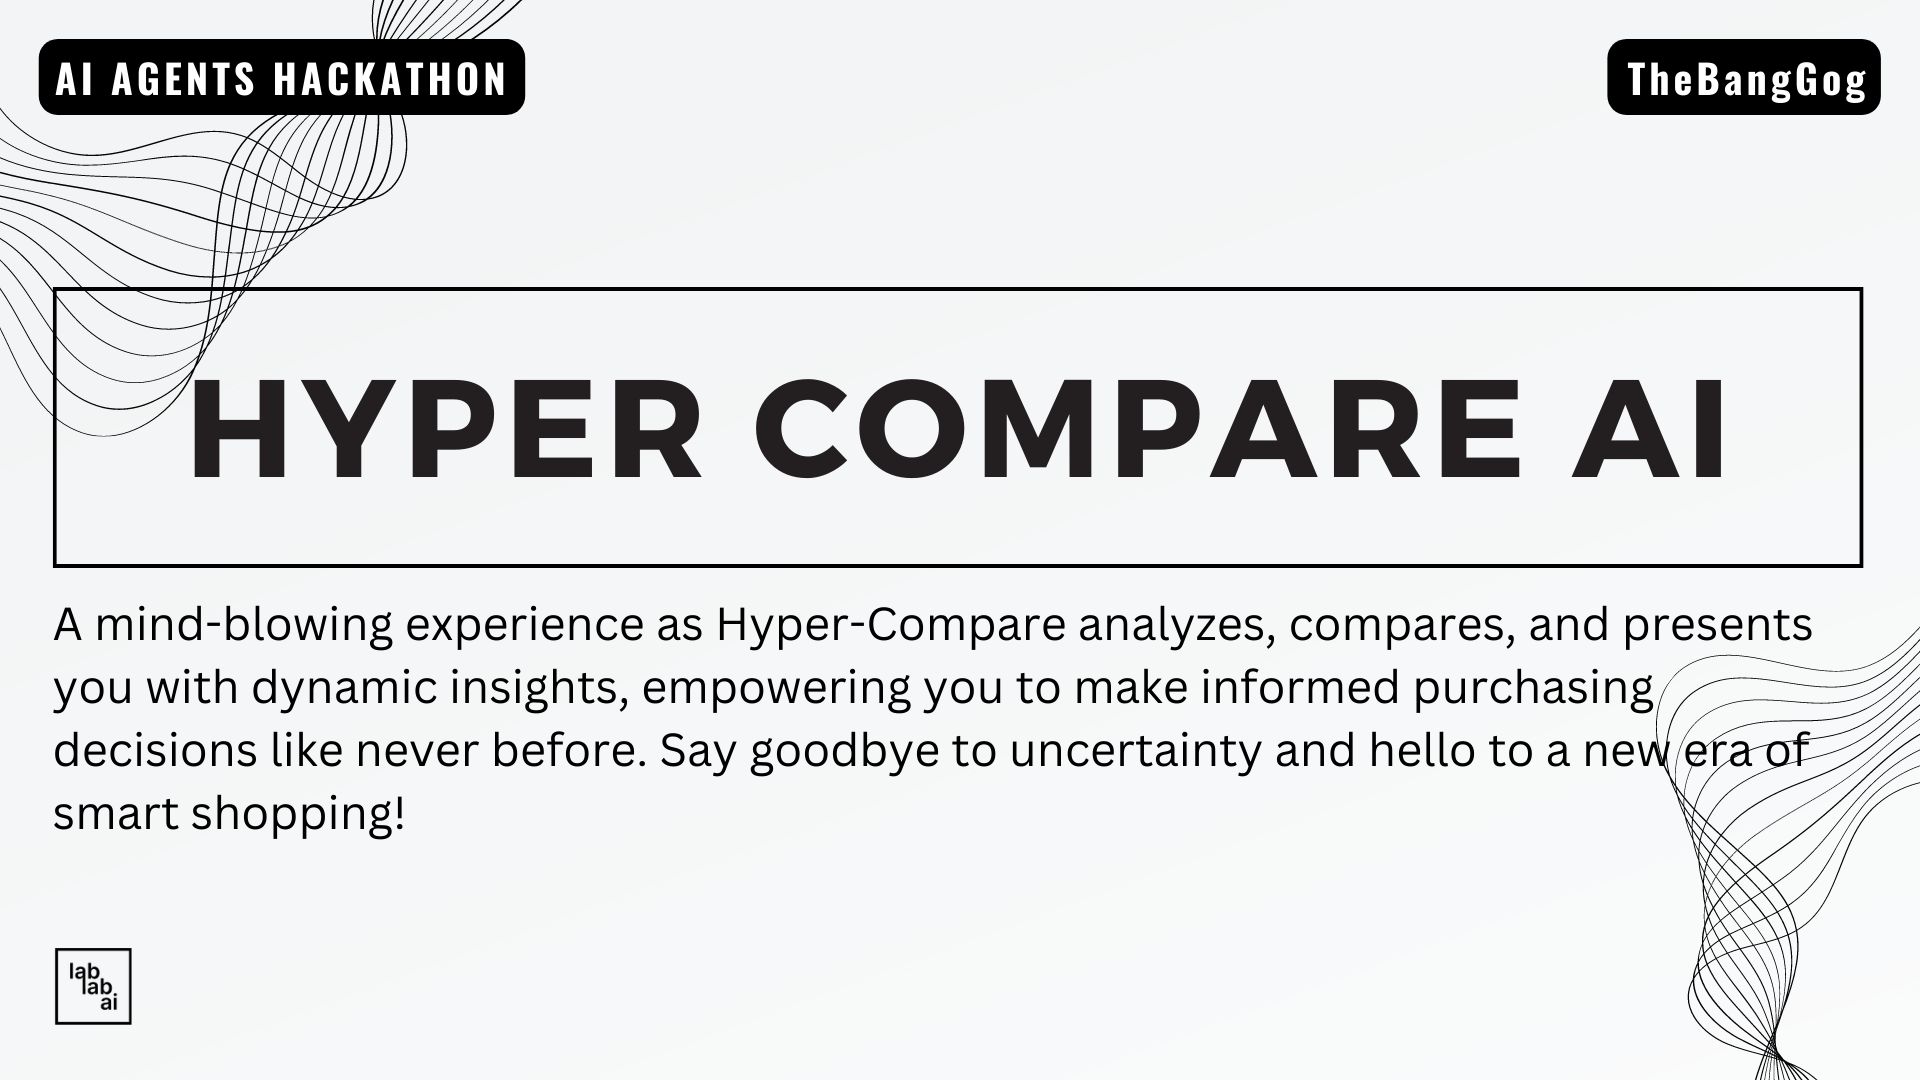 AI AGENTS HACKATHON
TheBangGog
HYPER COMPARE AI
A mind-blowing experience as Hyper-Compare analyzes, compares, and presents
you with dynamic insights, empowering you to make informed purchasing
decisions like never before. Say goodbye to uncertainty and hello to a new era of
smart shopping!
lab
lab
ai